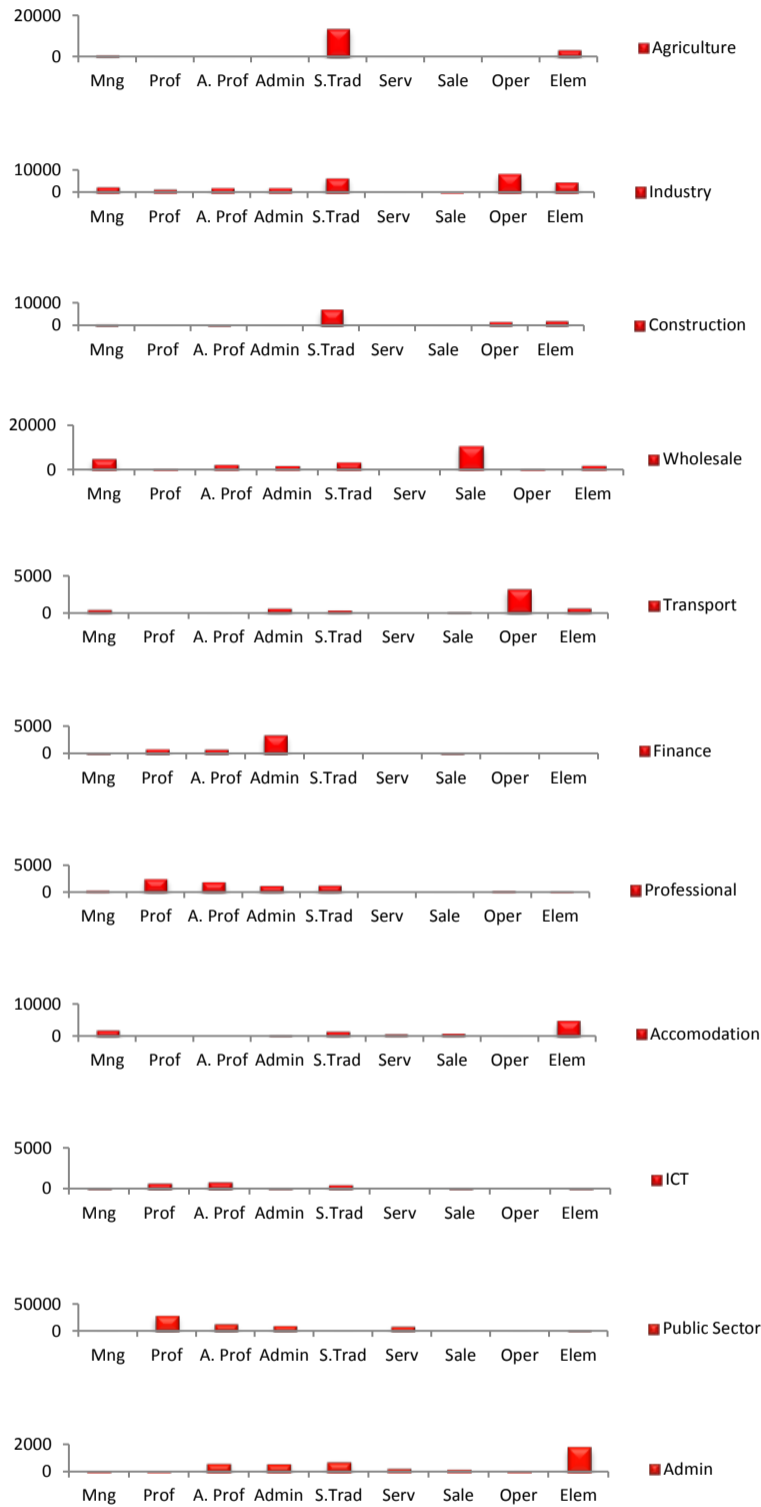 20000
0
Agriculture
Mng Prof A. Prof Admin S.Trad Serv Sale Oper Elem
10000
0
Industry
Mng Prof A. Prof Admin S.Trad Serv Sale Oper Elem
10000
0
Construction
Mng Prof A. Prof Admin S.Trad Serv Sale Oper Elem
20000
0
Wholesale
Mng Prof A. Prof Admin S.Trad Serv Sale Oper Elem
5000
0
Transport
Mng Prof A. Prof Admin S.Trad Serv Sale Oper Elem
5000
0
Finance
Mng Prof A. Prof Admin S.Trad Serv Sale Oper Elem
5000
0
Professional
Mng Prof A. Prof Admin S.Trad Serv Sale Oper Elem
10000
0
Accomodation
Mng Prof A. Prof Admin S.Trad Serv Sale Oper Elem
5000
0
ICT
Mng Prof A. Prof Admin S.Trad Serv Sale Oper Elem
50000
0
Public Sector
Mng Prof A. Prof Admin S.Trad Serv Sale Oper Elem
2000
0
Admin
Mng Prof A. Prof Admin S.Trad Serv Sale Oper Elem